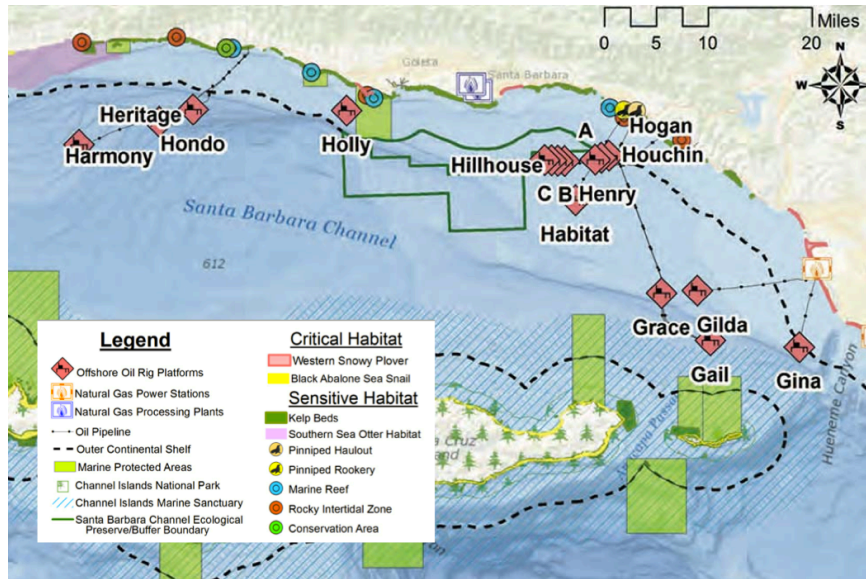 Miles
0 5 10 20
N
W E
S
Goleta
Santa Barbara
Heritage
Harmony
Hondo
Holly
A
Hogan
Hillhouse
Houchin
C B Henry
Habitat
Santa Barbara Channel
612
Grace Gilda
Gail
Gina
Hueneme Canyon
Anacapa Passage
Cruz
and
Legend
Offshore Oil Rig Platforms
Natural Gas Power Stations
Natural Gas Processing Plants
Oil Pipeline
Outer Continental Shelf
Marine Protected Areas
Channel Islands National Park
Channel Islands Marine Sanctuary
Santa Barbara Channel Ecological
Preserve/Buffer Boundary
Critical Habitat
Western Snowy Plover
Black Abalone Sea Snail
Sensitive Habitat
Kelp Beds
Southern Sea Otter Habitat
Pinniped Haulout
Pinniped Rookery
Marine Reef
Rocky Intertidal Zone
Conservation Area